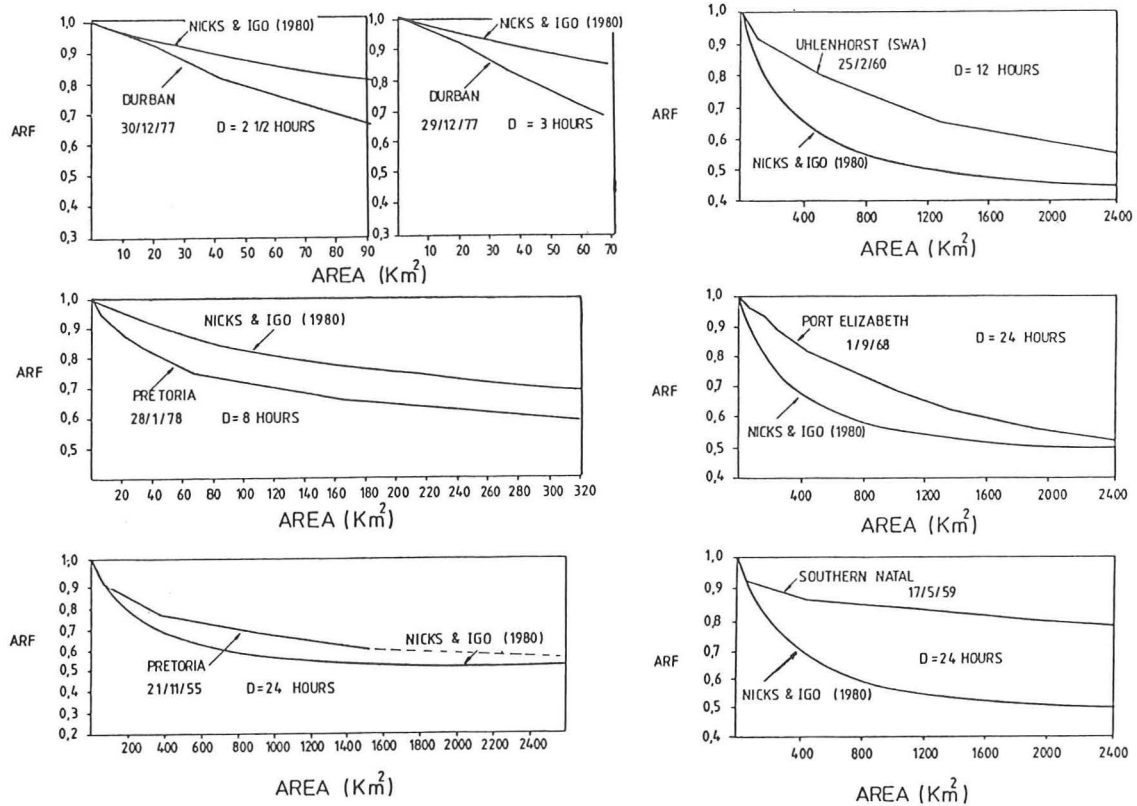 NICKS & IGO (1980)
DURBAN
30/12/77 D = 2 1/2 HOURS
ARF
1,0
0,9
0,8
0,7
0,6
0,5
0,4
0,3
10 20 30 40 50 60 70 80 90
NICKS & IGO (1980)
DURBAN
29/12/77 D = 3 HOURS
1,0
0,9
0,8
0,7
0,6
0,5
0,4
0,3
10 20 30 40 50 60 70
AREA (Km²)
UHLENHORST (SWA)
25/2/60
D = 12 HOURS
NICKS & IGO (1980)
ARF
1,0
0,9
0,8
0,7
0,6
0,5
0,4
400 800 1200 1600 2000 2400
AREA (Km²)
NICKS & IGO (1980)
PRETORIA
28/1/78 D = 8 HOURS
ARF
1,0
0,9
0,8
0,7
0,6
0,5
20 40 60 80 100 120 140 160 180 200 220 240 260 280 300 320
AREA (Km²)
PORT ELIZABETH
1/9/68
D = 24 HOURS
NICKS & IGO (1980)
ARF
1,0
0,9
0,8
0,7
0,6
0,5
0,4
400 800 1200 1600 2000 2400
AREA (Km²)
NICKS & IGO (1980)
PRETORIA
21/11/55 D = 24 HOURS
ARF
1,0
0,9
0,8
0,7
0,6
0,5
0,4
0,3
0,2
200 400 600 800 1000 1200 1400 1600 1800 2000 2200 2400
AREA (Km²)
SOUTHERN NATAL
17/5/59
D = 24 HOURS
NICKS & IGO (1980)
ARF
1,0
0,9
0,8
0,7
0,6
0,5
0,4
400 800 1200 1600 2000 2400
AREA (Km²)